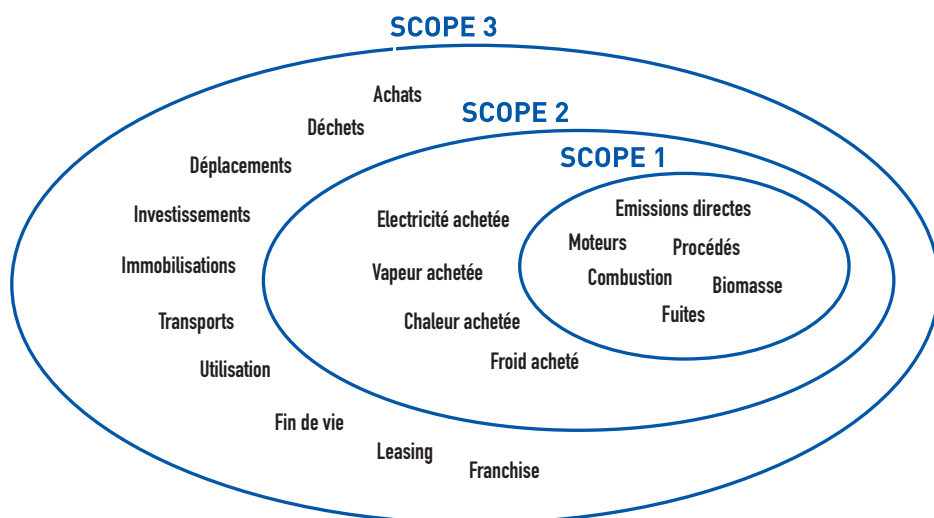 SCOPE 3
Achats
Déchets
Déplacements
Investissements
Immobilisations
Transports
Utilisation
Fin de vie
Leasing
Franchise
SCOPE 2
Electricité achetée
Vapeur achetée
Chaleur achetée
Froid acheté
SCOPE 1
Emissions directes
Moteurs
Procédés
Combustion
Biomasse
Fuites